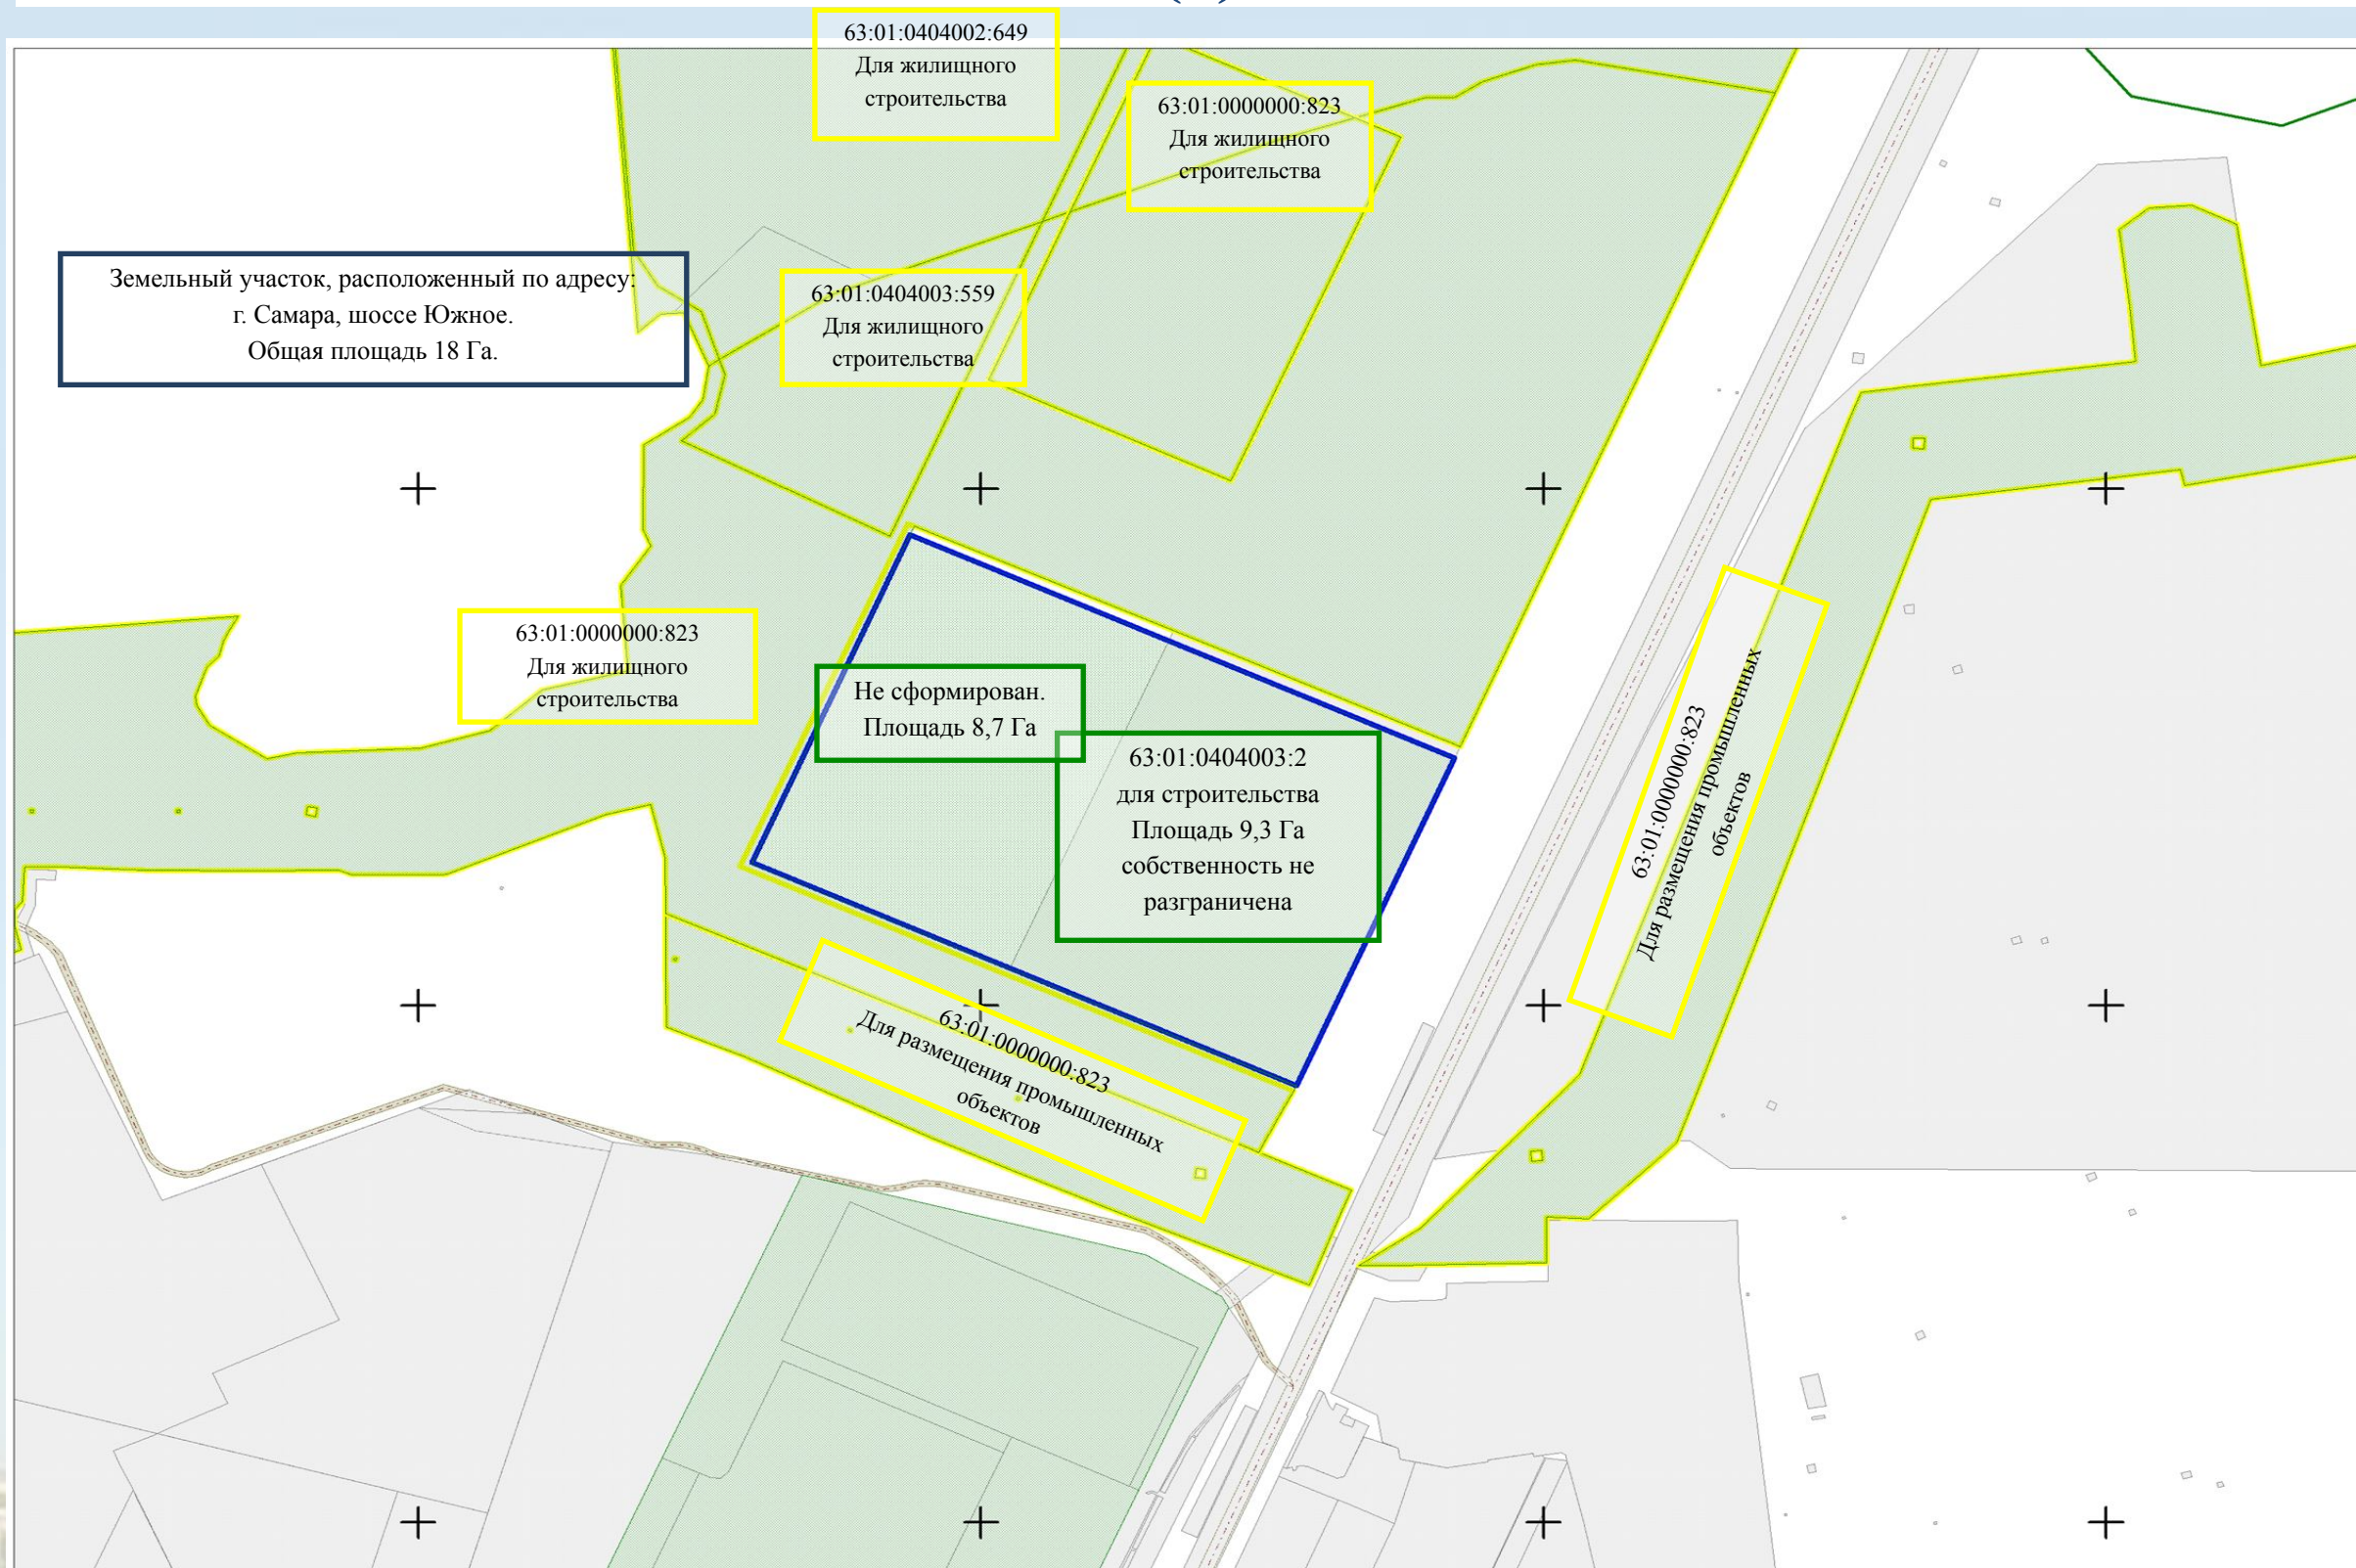 63:01:0404002:649
Для жилищного
строительства
63:01:0000000:823
Для жилищного
строительства
Земельный участок, расположенный по адресу:
г. Самара, шоссе Южное.
Общая площадь 18 Га.
63:01:0404003:559
Для жилищного
строительства
63:01:0000000:823
Для жилищного
строительства
Не сформирован.
Площадь 8,7 Га
63:01:0404003:2
для строительства
Площадь 9,3 Га
собственность не
разграничена
63:01:0000000:823
Для размещения промышленных
объектов
63:01:0000000:823
Для размещения промышленных
объектов